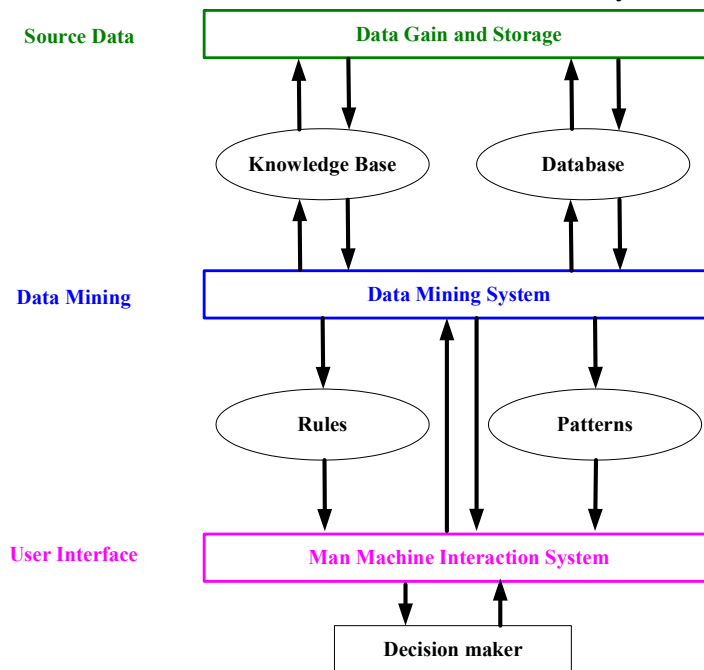 Source Data
Data Gain and Storage
Knowledge Base
Database
Data Mining
Data Mining System
Rules
Patterns
User Interface
Man Machine Interaction System
Decision maker